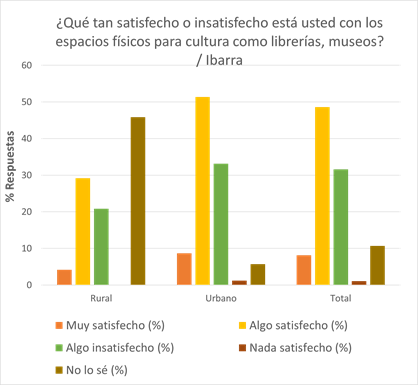 ¿Qué tan satisfecho o insatisfecho está usted con los
espacios físicos para cultura como librerías, museos?
/ Ibarra
% Respuestas
60
50
40
30
20
10
0
Rural Urbano Total
Muy satisfecho (%) Algo satisfecho (%)
Algo insatisfecho (%) Nada satisfecho (%)
No lo sé (%)